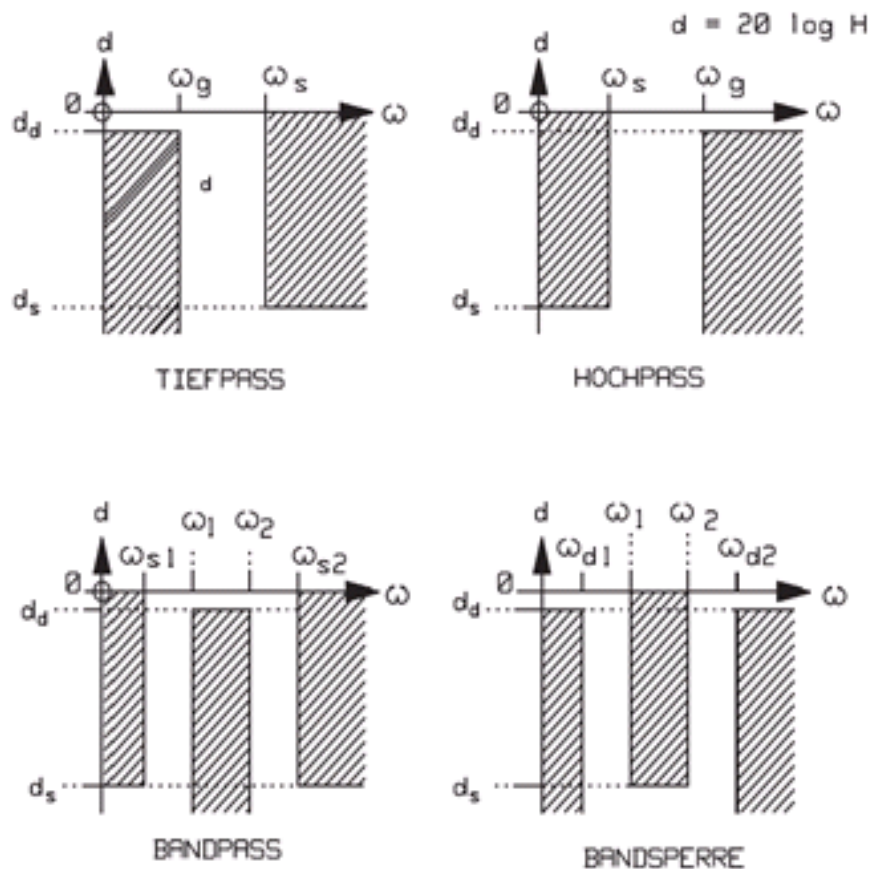 d = 20 log H
d ω_g ω_s
0 ω
d_d
d
d_s
TIEFPASS
d ω_s ω_g
0 ω
d_d
d_s
HOCHPASS
d ω_s1 ω_1 ω_2 ω_s2
0 ω
d_d
d_s
BANDPASS
d ω_d1 ω_1 ω_2 ω_d2
0 ω
d_d
d_s
BANDSPERRE